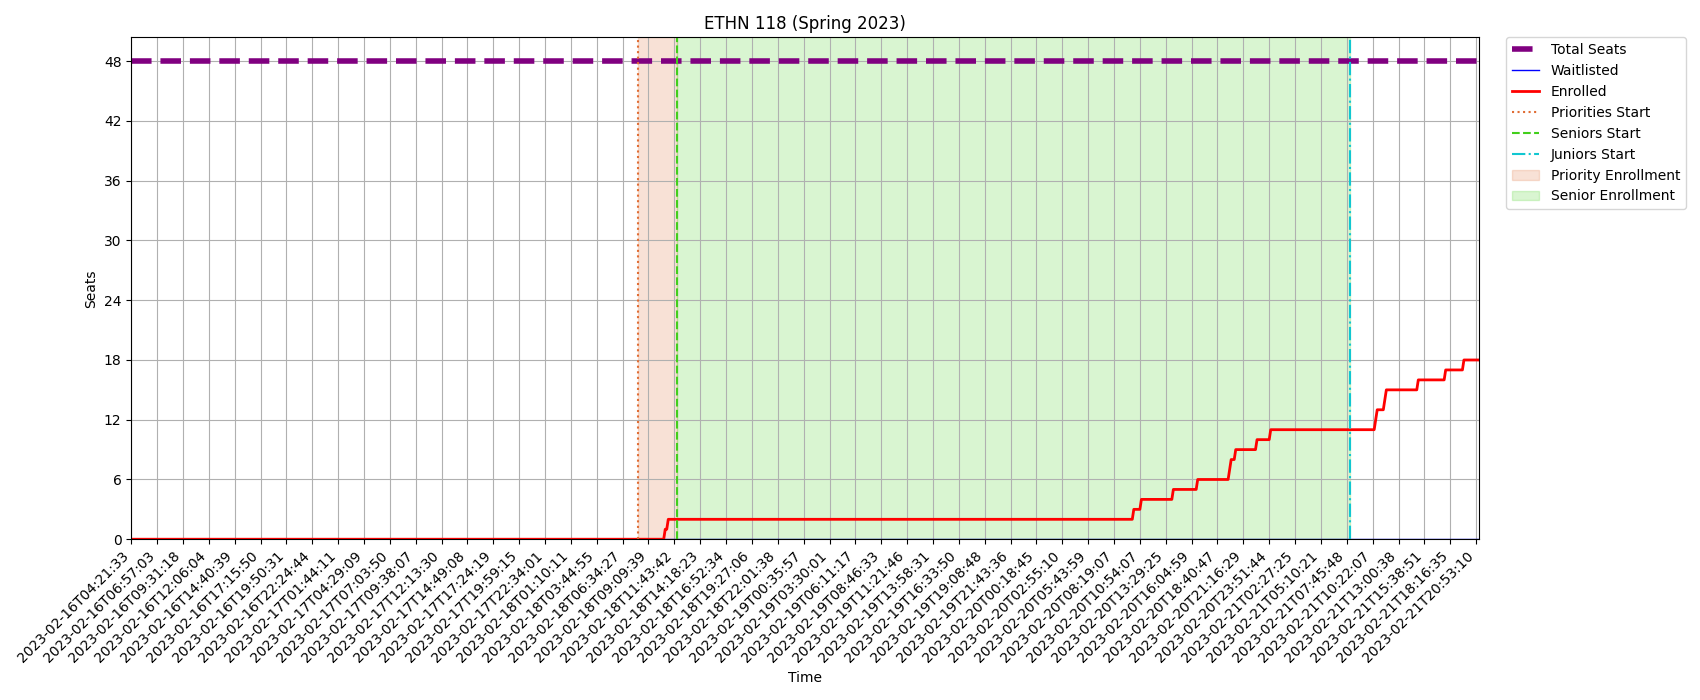 ETHN 118 (Spring 2023)
Seats
48
42
36
30
24
18
12
6
0
2023-02-16T04:21:33
2023-02-16T06:57:03
2023-02-16T09:31:18
2023-02-16T12:06:04
2023-02-16T14:40:39
2023-02-16T17:15:50
2023-02-16T19:50:31
2023-02-16T22:24:44
2023-02-17T01:44:11
2023-02-17T04:29:09
2023-02-17T07:03:50
2023-02-17T09:38:07
2023-02-17T12:13:30
2023-02-17T14:49:08
2023-02-17T17:24:19
2023-02-17T19:59:15
2023-02-17T22:34:01
2023-02-18T01:10:11
2023-02-18T03:44:55
2023-02-18T06:34:27
2023-02-18T09:09:39
2023-02-18T11:43:42
2023-02-18T14:18:23
2023-02-18T16:52:34
2023-02-18T19:27:06
2023-02-18T22:01:38
2023-02-19T00:35:57
2023-02-19T03:30:01
2023-02-19T06:11:17
2023-02-19T08:46:33
2023-02-19T11:21:46
2023-02-19T13:58:31
2023-02-19T16:33:50
2023-02-19T19:08:48
2023-02-19T21:43:36
2023-02-20T00:18:45
2023-02-20T02:55:10
2023-02-20T05:43:59
2023-02-20T08:19:07
2023-02-20T10:54:07
2023-02-20T13:29:25
2023-02-20T16:04:59
2023-02-20T18:40:47
2023-02-20T21:16:29
2023-02-20T23:51:44
2023-02-21T02:27:25
2023-02-21T05:10:21
2023-02-21T07:45:48
2023-02-21T10:22:07
2023-02-21T13:00:38
2023-02-21T15:38:51
2023-02-21T18:16:35
2023-02-21T20:53:10
Time
Total Seats
Waitlisted
Enrolled
Priorities Start
Seniors Start
Juniors Start
Priority Enrollment
Senior Enrollment